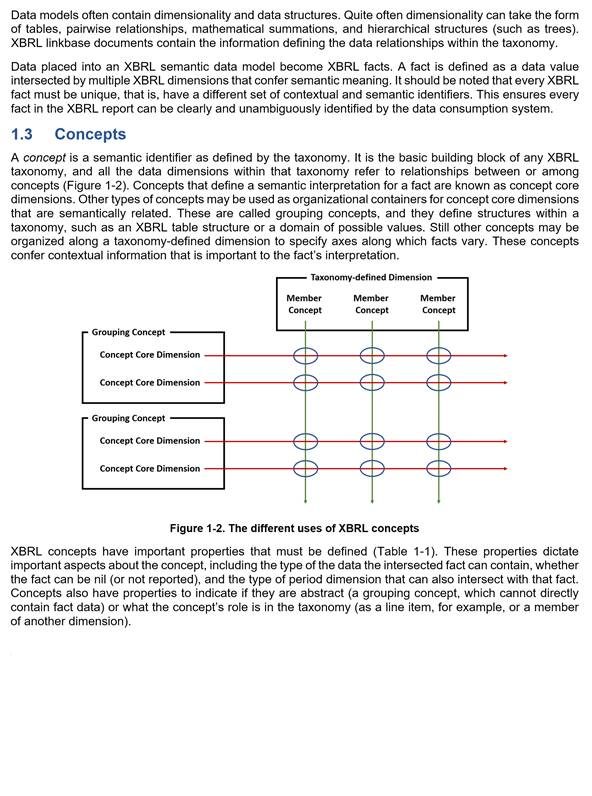 Data models often contain dimensionality and data structures. Quite often dimensionality can take the form
of tables, pairwise relationships, mathematical summations, and hierarchical structures (such as trees).
XBRL linkbase documents contain the information defining the data relationships within the taxonomy.
Data placed into an XBRL semantic data model become XBRL facts. A fact is defined as a data value
intersected by multiple XBRL dimensions that confer semantic meaning. It should be noted that every XBRL
fact must be unique, that is, have a different set of contextual and semantic identifiers. This ensures every
fact in the XBRL report can be clearly and unambiguously identified by the data consumption system.
1.3 Concepts
A concept is a semantic identifier as defined by the taxonomy. It is the basic building block of any XBRL
taxonomy, and all the data dimensions within that taxonomy refer to relationships between or among
concepts (Figure 1-2). Concepts that define a semantic interpretation for a fact are known as concept core
dimensions. Other types of concepts may be used as organizational containers for concept core dimensions
that are semantically related. These are called grouping concepts, and they define structures within a
taxonomy, such as an XBRL table structure or a domain of possible values. Still other concepts may be
organized along a taxonomy-defined dimension to specify axes along which facts vary. These concepts
confer contextual information that is important to the fact's interpretation.
Taxonomy-defined Dimension
Member Member Member
Concept Concept Concept
Grouping Concept
Concept Core Dimension
Concept Core Dimension
Grouping Concept
Concept Core Dimension
Concept Core Dimension
Figure 1-2. The different uses of XBRL concepts
XBRL concepts have important properties that must be defined (Table 1-1). These properties dictate
important aspects about the concept, including the type of the data the intersected fact can contain, whether
the fact can be nil (or not reported), and the type of period dimension that can also intersect with that fact.
Concepts also have properties to indicate if they are abstract (a grouping concept, which cannot directly
contain fact data) or what the concept's role is in the taxonomy (as a line item, for example, or a member
of another dimension).